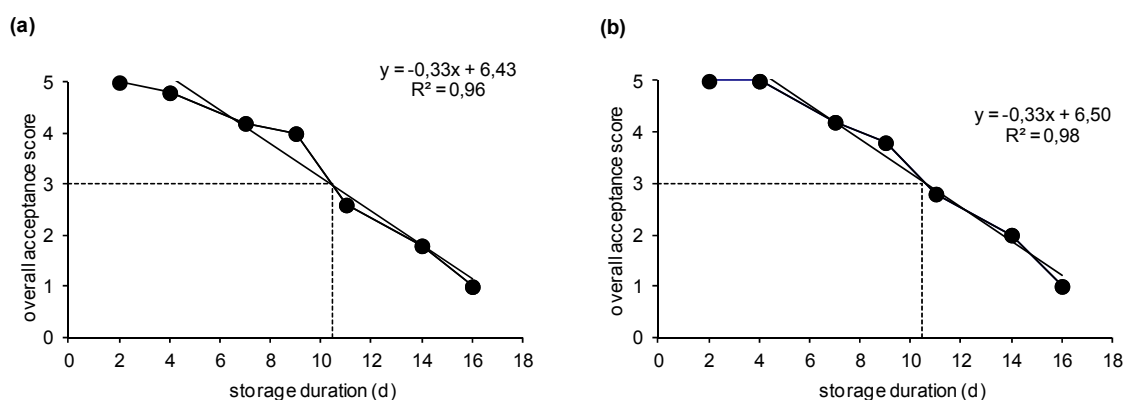 (a)
y = -0,33x + 6,43
R² = 0,96
5
4
3
2
1
0
overall acceptance score
0 2 4 6 8 10 12 14 16 18
storage duration (d)
(b)
y = -0,33x + 6,50
R² = 0,98
5
4
3
2
1
0
overall acceptance score
0 2 4 6 8 10 12 14 16 18
storage duration (d)